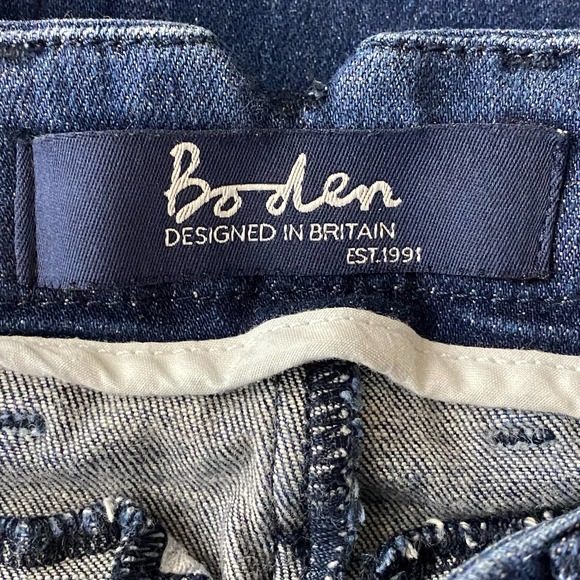 Boden
DESIGNED IN BRITAIN
EST.1991